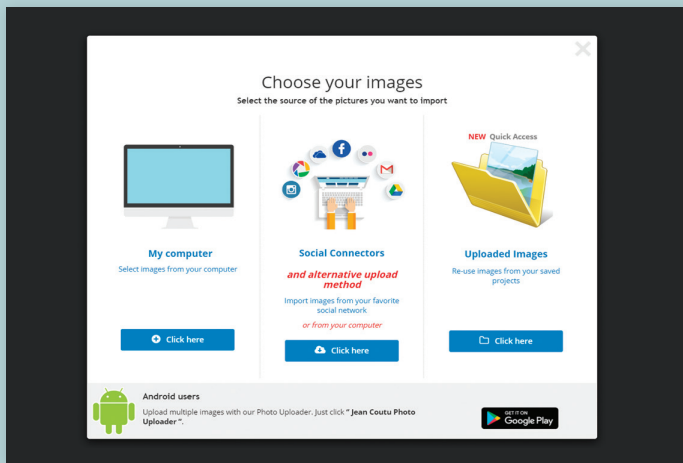 Choose your images
Select the source of the pictures you want to import
My computer
Select images from your computer
Click here
Social Connectors
and alternative upload
method
Import images from your favorite
social network
or from your computer
Click here
NEW Quick Access
Uploaded Images
Re-use images from your saved
projects
Click here
Android users
Upload multiple images with our Photo Uploader. Just click " Jean Coutu Photo
Uploader ".
GET IT ON
Google Play